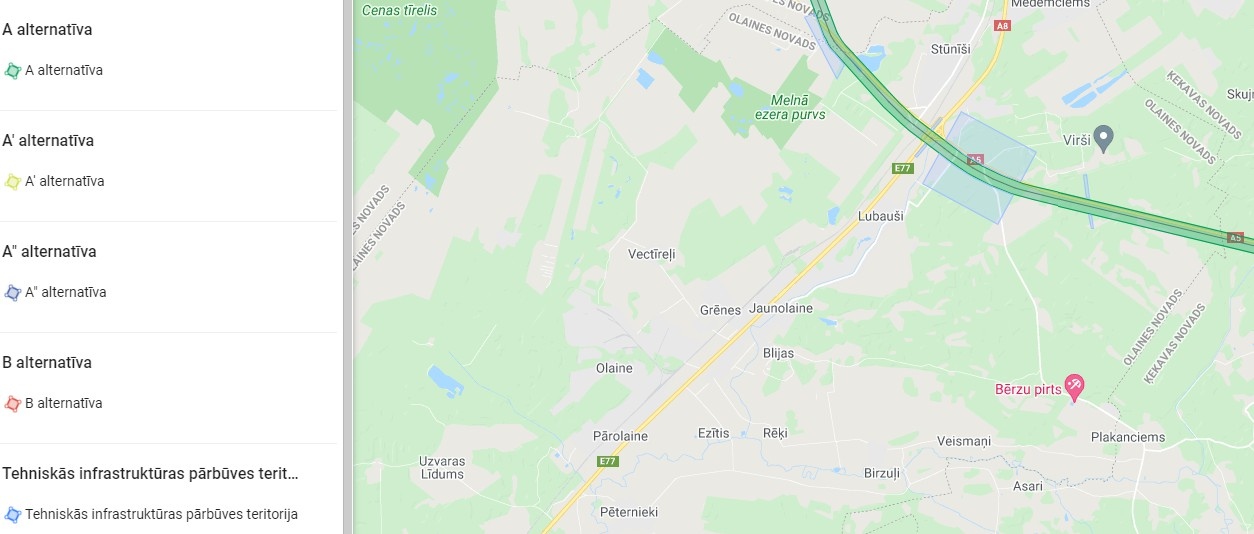 A alternatīva
A alternatīva
A' alternatīva
A' alternatīva
A" alternatīva
A" alternatīva
B alternatīva
B alternatīva
Tehniskās infrastruktūras pārbūves terit...
Tehniskās infrastruktūras pārbūves teritorija
Cenas tīrelis
OLAINES NOVADS
OLAINES NOVADS
Medemciems
A8
Stūnīši
Melnā
ezera purvs
ĶEKAVAS NOVADS
OLAINES NOVADS
Skuj
Virši
A5
E77
Lubauši
A5
Vectīreļi
Grēnes
Jaunolaine
OLAINES NOVADS
ĶEKAVAS NOVADS
Blijas
Olaine
Bērzu pirts
Pārolaine
Ezītis
Rēķi
Veismaņi
Plakanciems
E77
Uzvaras
Līdums
Birzuļi
Asari
Pēternieki